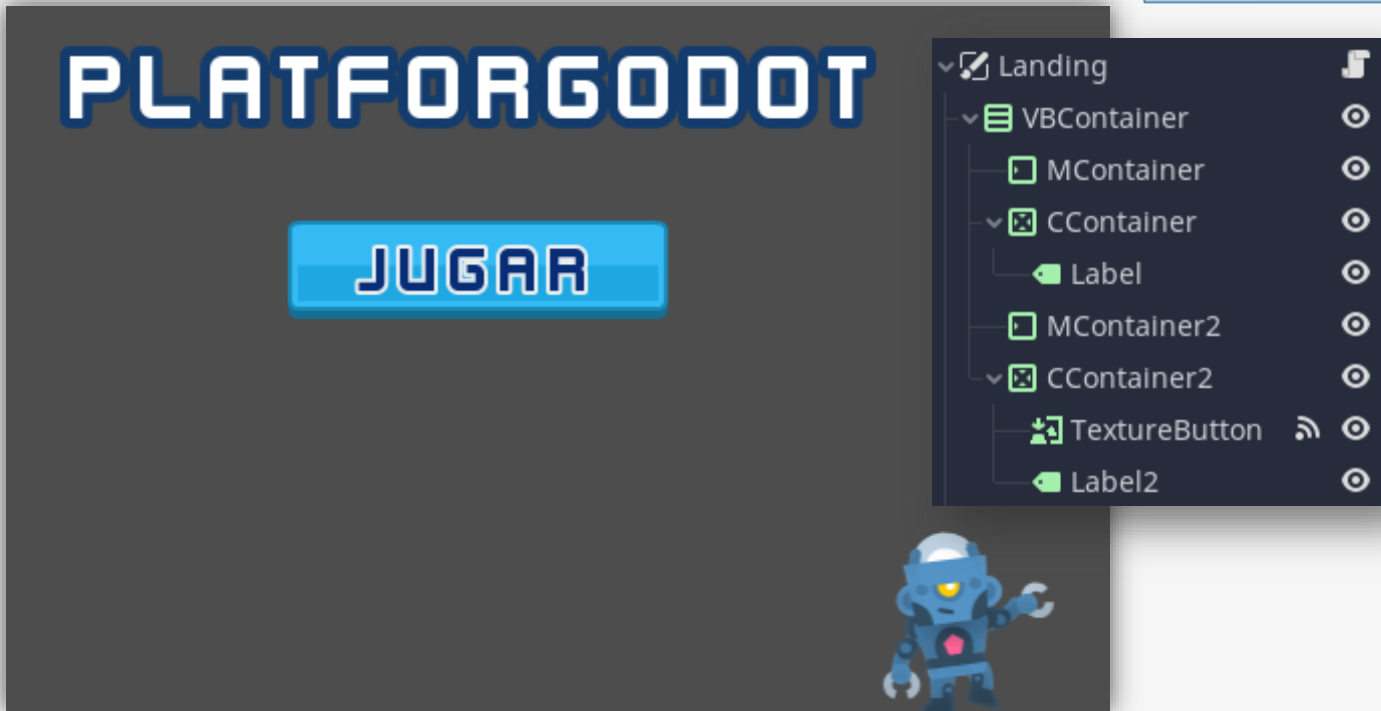 PLATFORGODOT
JUGAR
Landing
VBContainer
MContainer
CContainer
Label
MContainer2
CContainer2
TextureButton
Label2